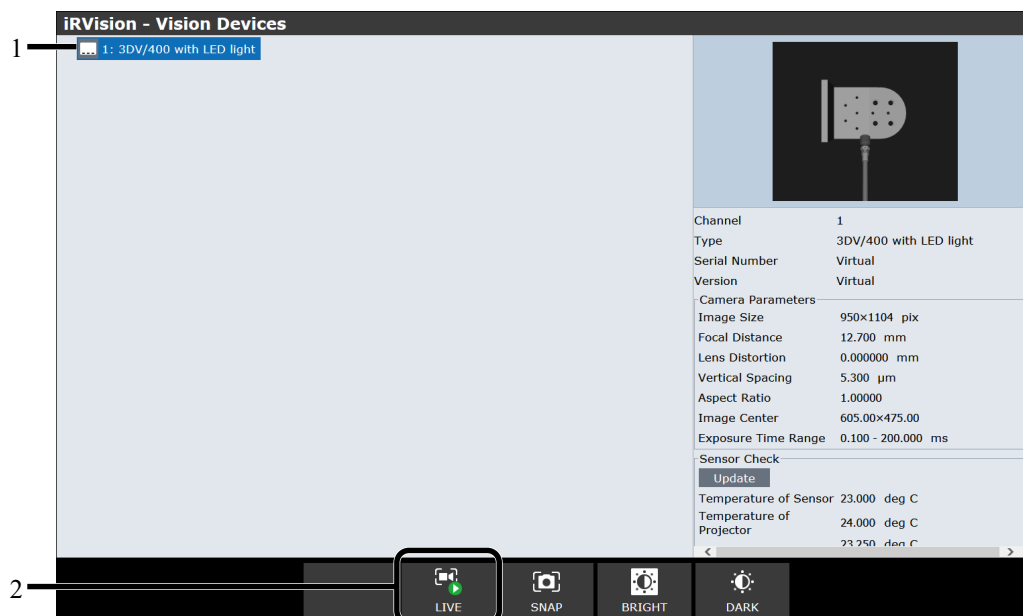 iRVision - Vision Devices
1
1: 3DV/400 with LED light
Channel 1
Type 3DV/400 with LED light
Serial Number Virtual
Version Virtual
Camera Parameters
Image Size 950×1104 pix
Focal Distance 12.700 mm
Lens Distortion 0.000000 mm
Vertical Spacing 5.300 µm
Aspect Ratio 1.00000
Image Center 605.00×475.00
Exposure Time Range 0.100 - 200.000 ms
Sensor Check
Update
Temperature of Sensor 23.000 deg C
Temperature of
Projector 24.000 deg C
23.250 deg C
2
LIVE SNAP BRIGHT DARK